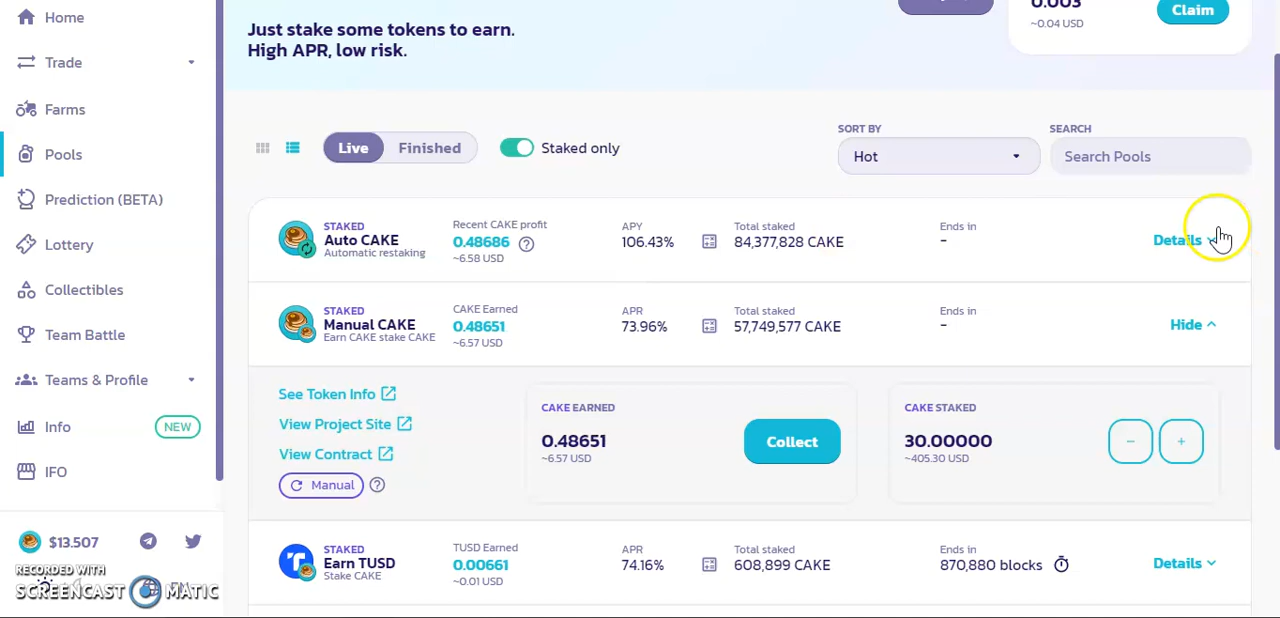 Home
Trade
Farms
Pools
Prediction (BETA)
Lottery
Collectibles
Team Battle
Teams & Profile
Info
NEW
IFO
$13.507
RECORDED WITH
SCREENCAST MATIC
Just stake some tokens to earn.
High APR, low risk.
0.003
~0.04 USD
Claim
Live
Finished
Staked only
SORT BY
Hot
SEARCH
Search Pools
STAKED
Auto CAKE
Automatic restaking
Recent CAKE profit
0.48686
~6.58 USD
APY
106.43%
Total staked
84,377,828 CAKE
Ends in
-
Details
STAKED
Manual CAKE
Earn CAKE stake CAKE
CAKE Earned
0.48651
~6.57 USD
APR
73.96%
Total staked
57,749,577 CAKE
Ends in
-
Hide
See Token Info
View Project Site
View Contract
Manual
CAKE EARNED
0.48651
~6.57 USD
Collect
CAKE STAKED
30.00000
~405.30 USD
STAKED
Earn TUSD
Stake CAKE
TUSD Earned
0.00661
~0.01 USD
APR
74.16%
Total staked
608,899 CAKE
Ends in
870,880 blocks
Details